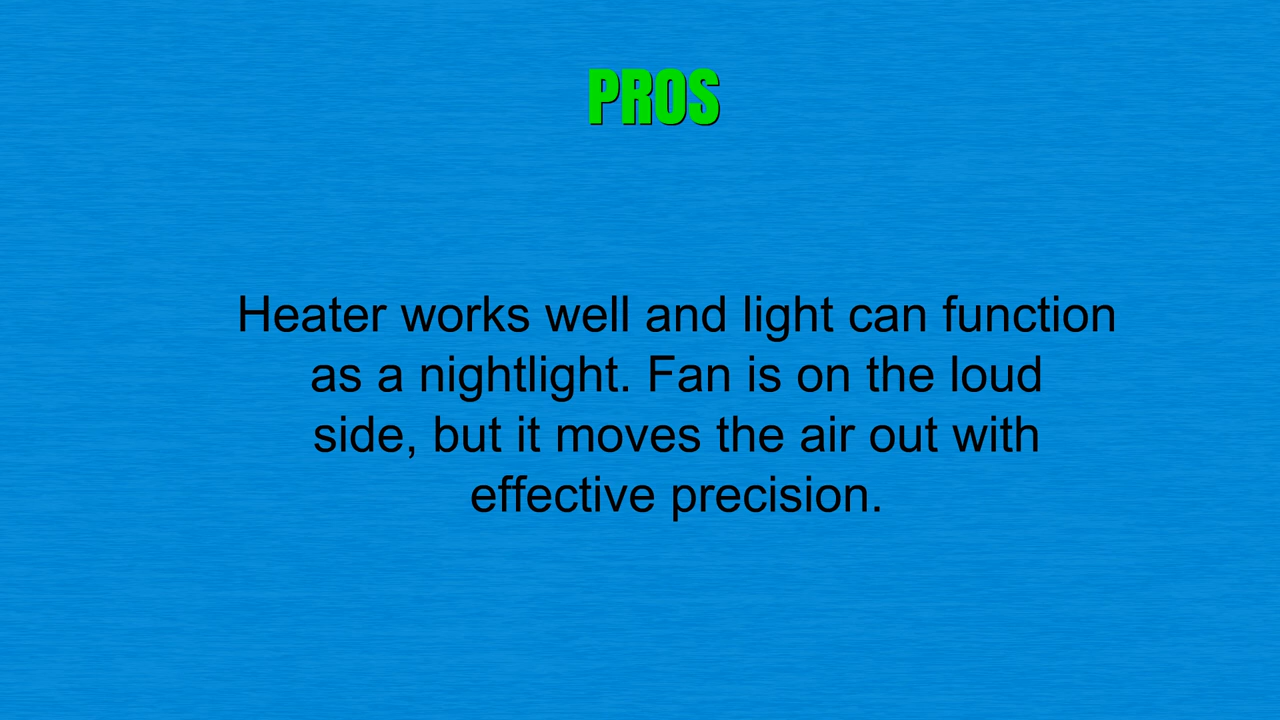 PROS
Heater works well and light can function
as a nightlight. Fan is on the loud
side, but it moves the air out with
effective precision.